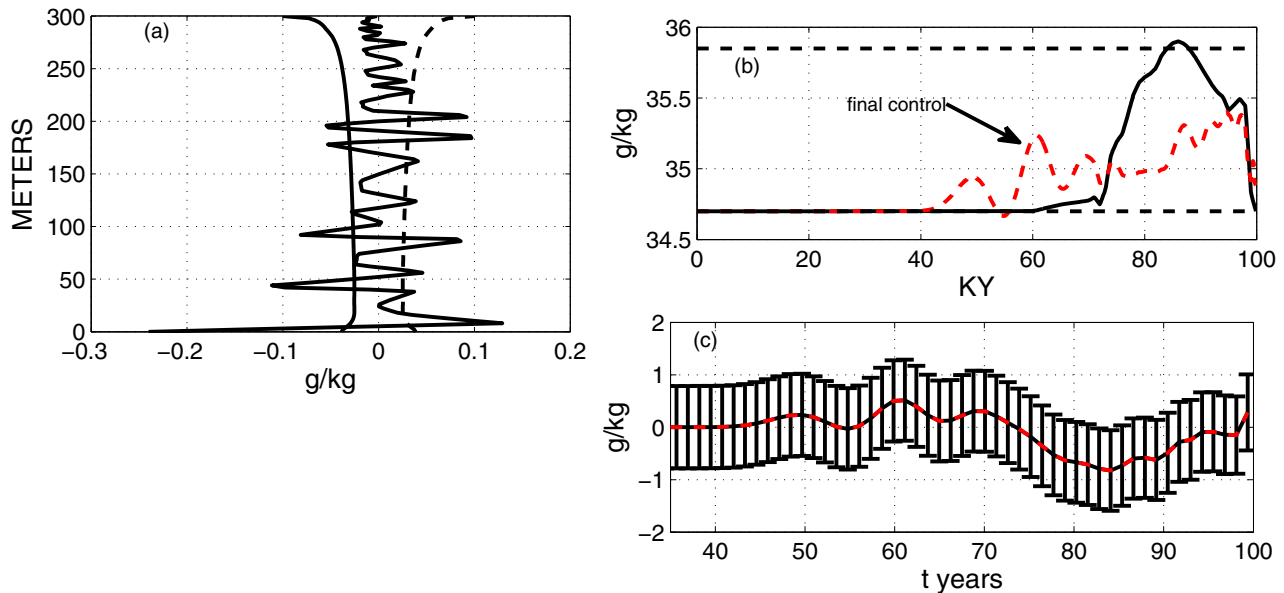 (a)
METERS
300
250
200
150
100
50
0
−0.3 −0.2 −0.1 0 0.1 0.2
g/kg
(b)
g/kg
36
35.5
35
34.5
final control
0 20 40 60 80 100
KY
(c)
g/kg
2
1
0
−1
−2
40 50 60 70 80 90 100
t years